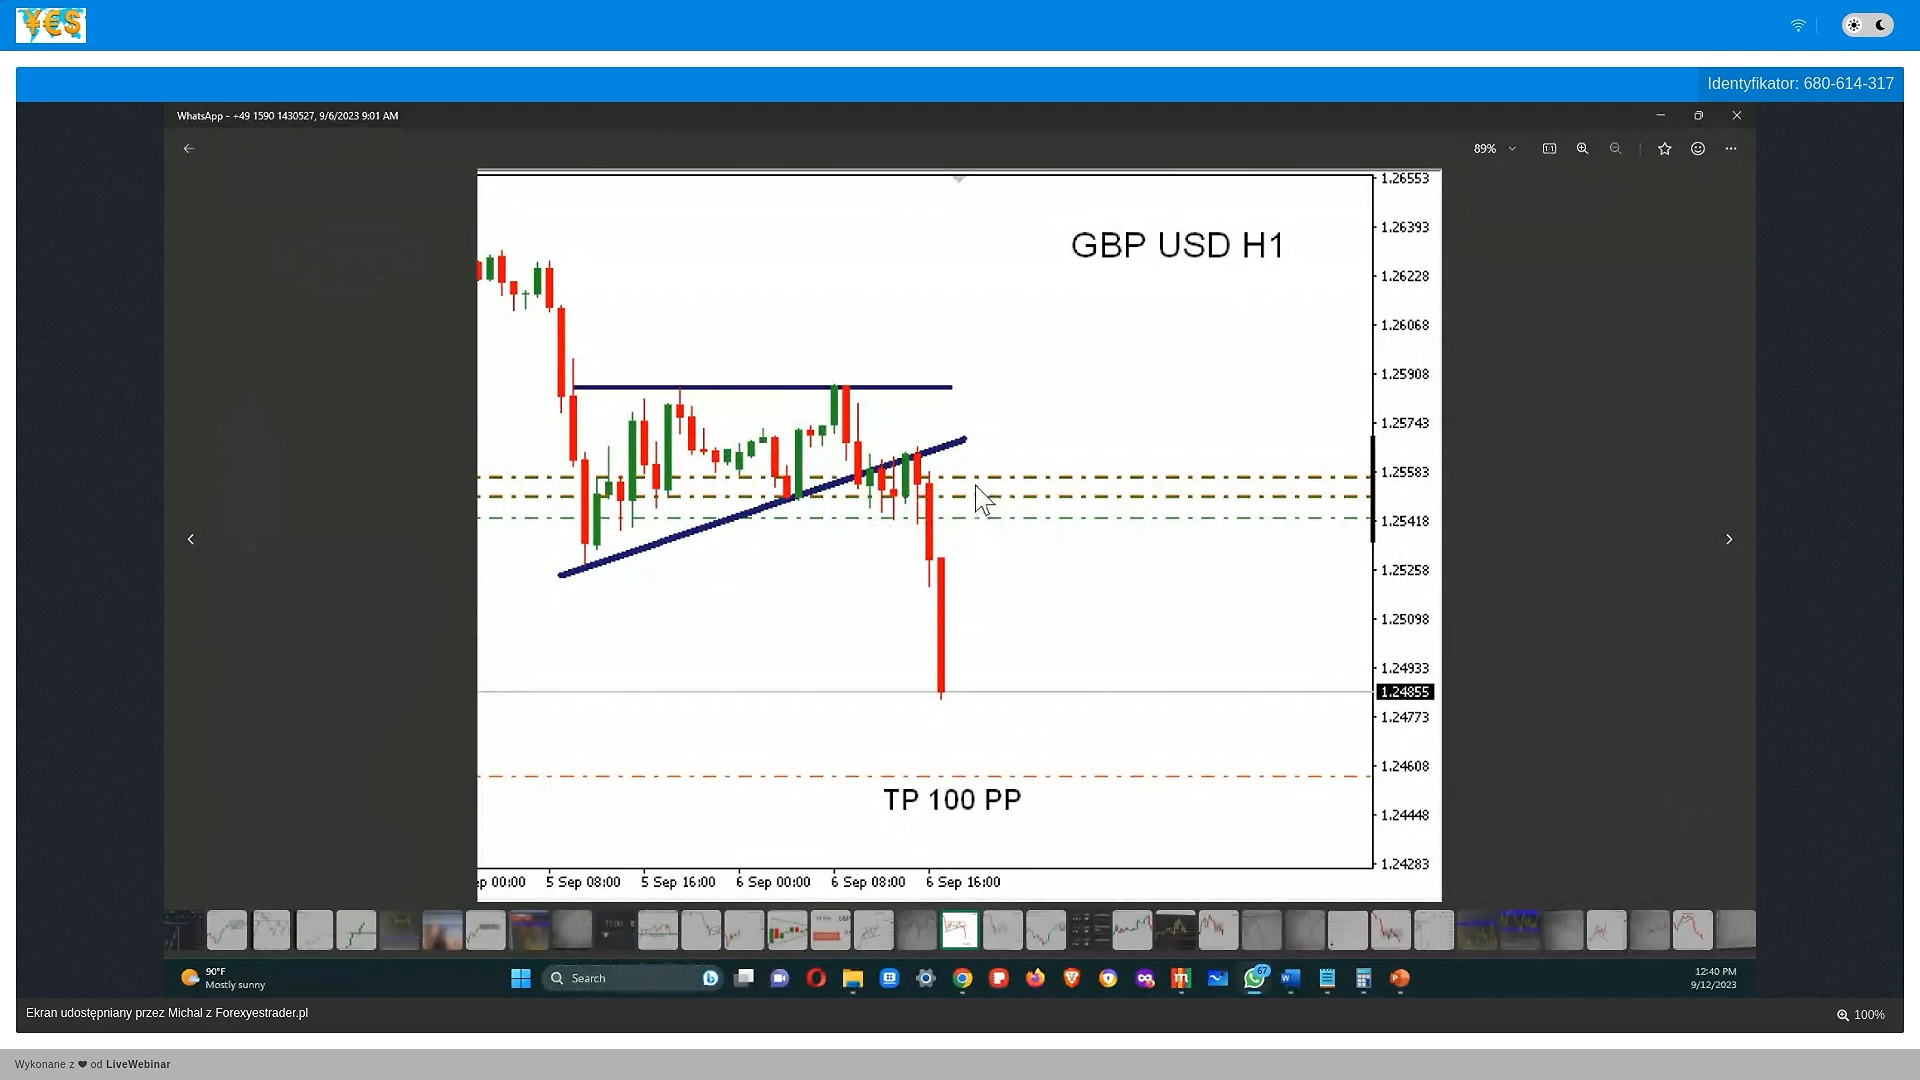 ¥€$
Identyfikator: 680-614-317
WhatsApp - +49 1590 1430527, 9/6/2023 9:01 AM
89%
GBP USD H1
1.26553
1.26393
1.26228
1.26068
1.25908
1.25743
1.25583
1.25418
1.25258
1.25098
1.24933
1.24855
1.24773
1.24608
TP 100 PP
1.24448
1.24283
ep 00:00
5 Sep 08:00
5 Sep 16:00
6 Sep 00:00
6 Sep 08:00
6 Sep 16:00
90°F
Mostly sunny
Search
67
12:40 PM
9/12/2023
Ekran udostępniany przez Michal z Forexyestrader.pl
100%
Wykonane z ❤ od LiveWebinar